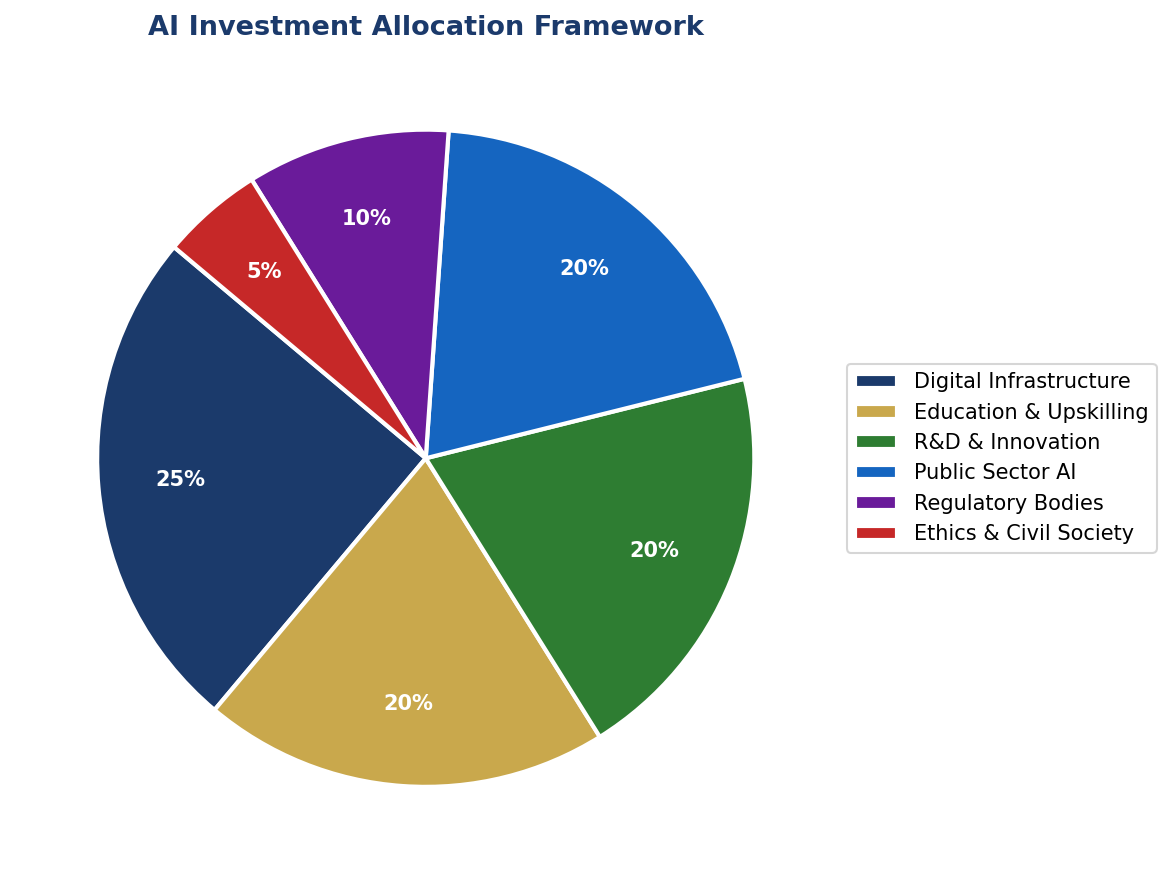 AI Investment Allocation Framework
10%
20%
5%
25%
20%
20%
Digital Infrastructure
Education & Upskilling
R&D & Innovation
Public Sector AI
Regulatory Bodies
Ethics & Civil Society